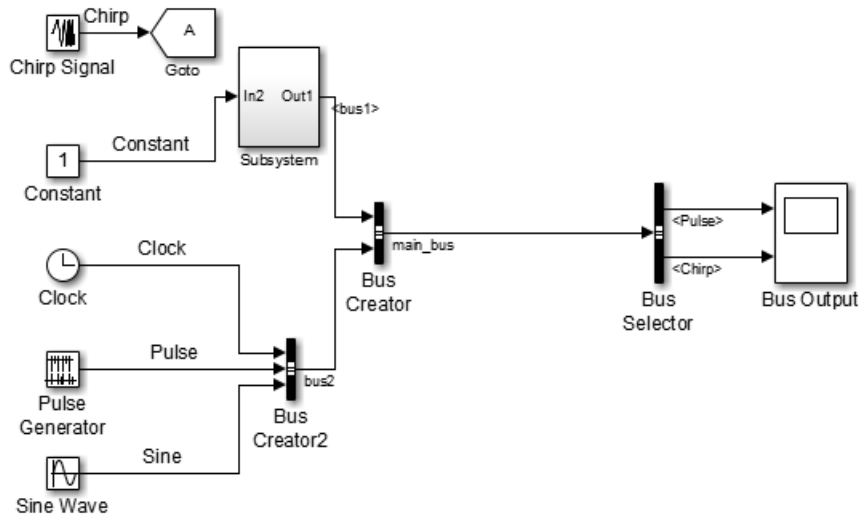 Chirp
A
Chirp Signal
Goto
In2 Out1
<bus1>
Constant
Subsystem
1
Constant
main_bus
<Pulse>
<Chirp>
Clock
Clock
Bus
Creator
Bus
Selector
Bus Output
Pulse
bus2
Pulse
Generator
Bus
Creator2
Sine
Sine Wave